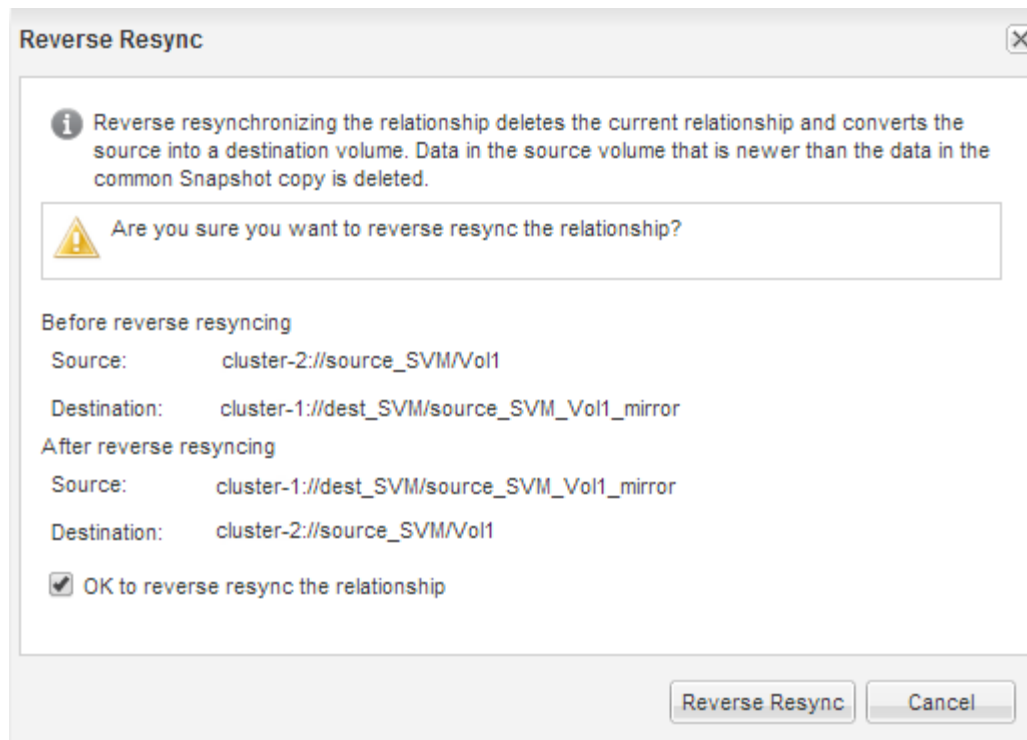 Reverse Resync
Reverse resynchronizing the relationship deletes the current relationship and converts the
source into a destination volume. Data in the source volume that is newer than the data in the
common Snapshot copy is deleted.
Are you sure you want to reverse resync the relationship?
Before reverse resyncing
Source: cluster-2://source_SVM/Vol1
Destination: cluster-1://dest_SVM/source_SVM_Vol1_mirror
After reverse resyncing
Source: cluster-1://dest_SVM/source_SVM_Vol1_mirror
Destination: cluster-2://source_SVM/Vol1
OK to reverse resync the relationship
Reverse Resync Cancel